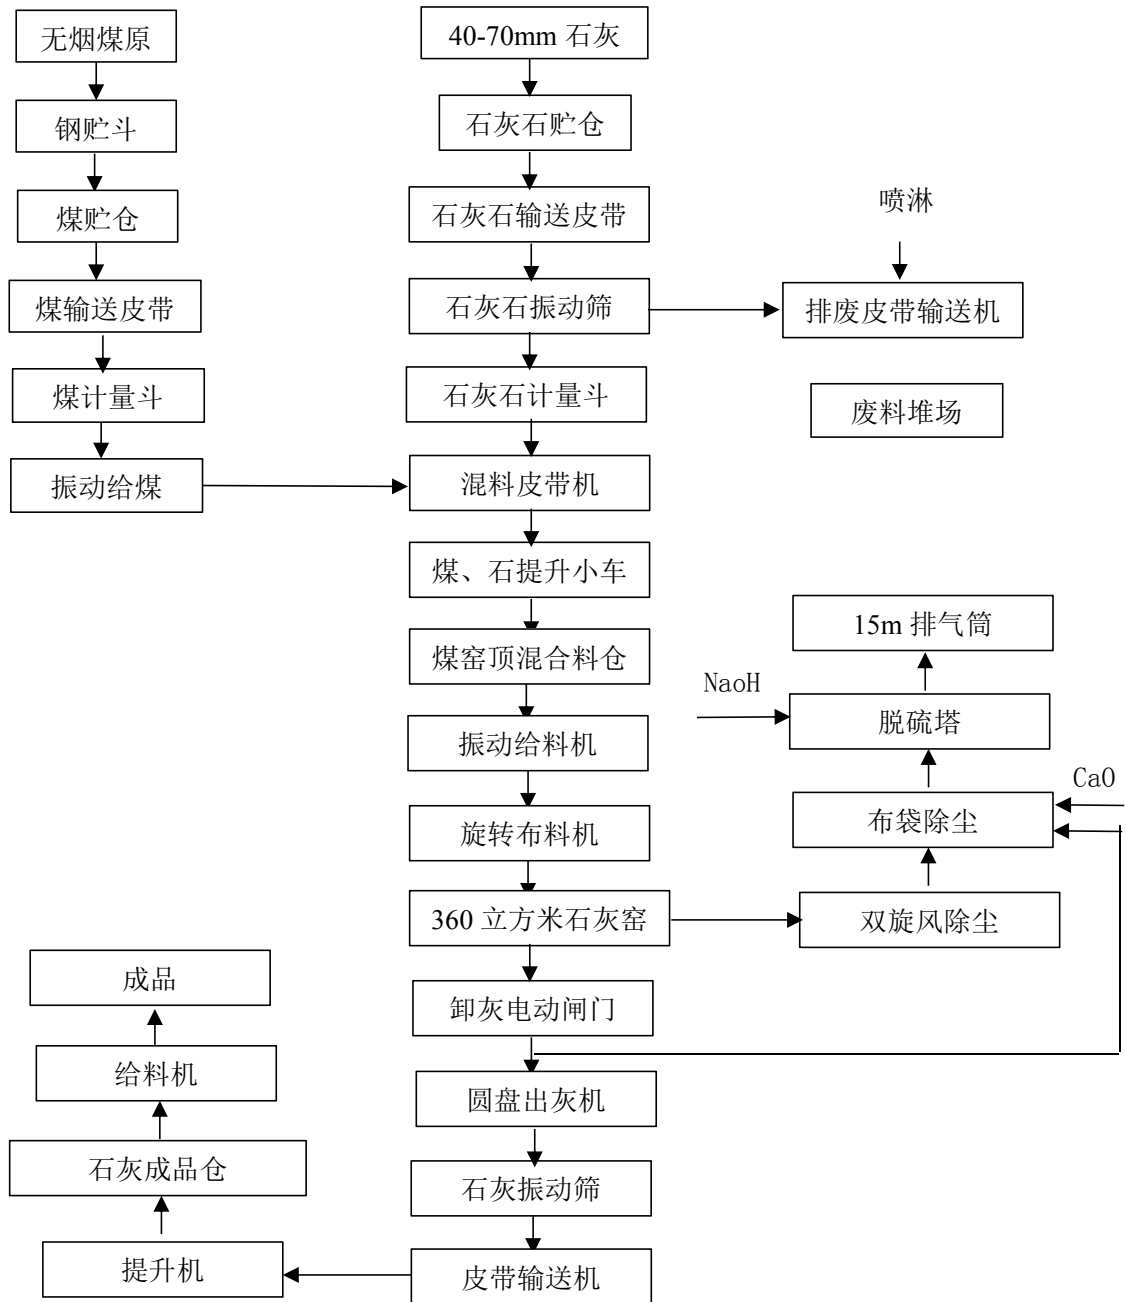 无烟煤原
钢贮斗
煤贮仓
煤输送皮带
煤计量斗
振动给煤
40-70mm 石灰
石灰石贮仓
石灰石输送皮带
石灰石振动筛
石灰石计量斗
混料皮带机
煤、石提升小车
煤窑顶混合料仓
振动给料机
旋转布料机
360 立方米石灰窑
卸灰电动闸门
圆盘出灰机
石灰振动筛
皮带输送机
喷淋
排废皮带输送机
废料堆场
15m 排气筒
NaoH
脱硫塔
CaO
布袋除尘
双旋风除尘
成品
给料机
石灰成品仓
提升机